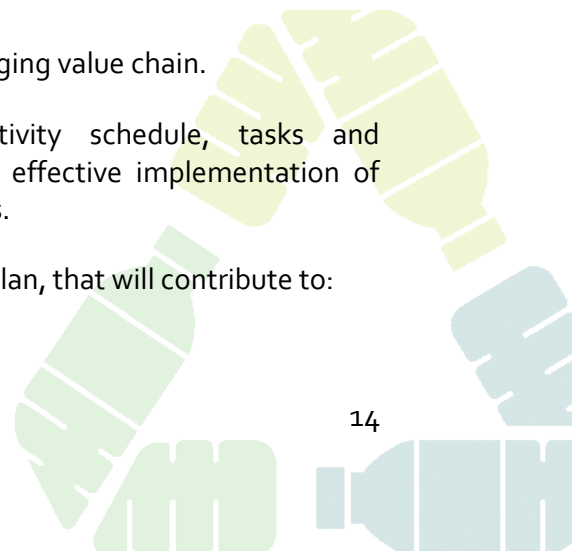 ging value chain.
tivity schedule, tasks and
effective implementation of
.
lan, that will contribute to:
14